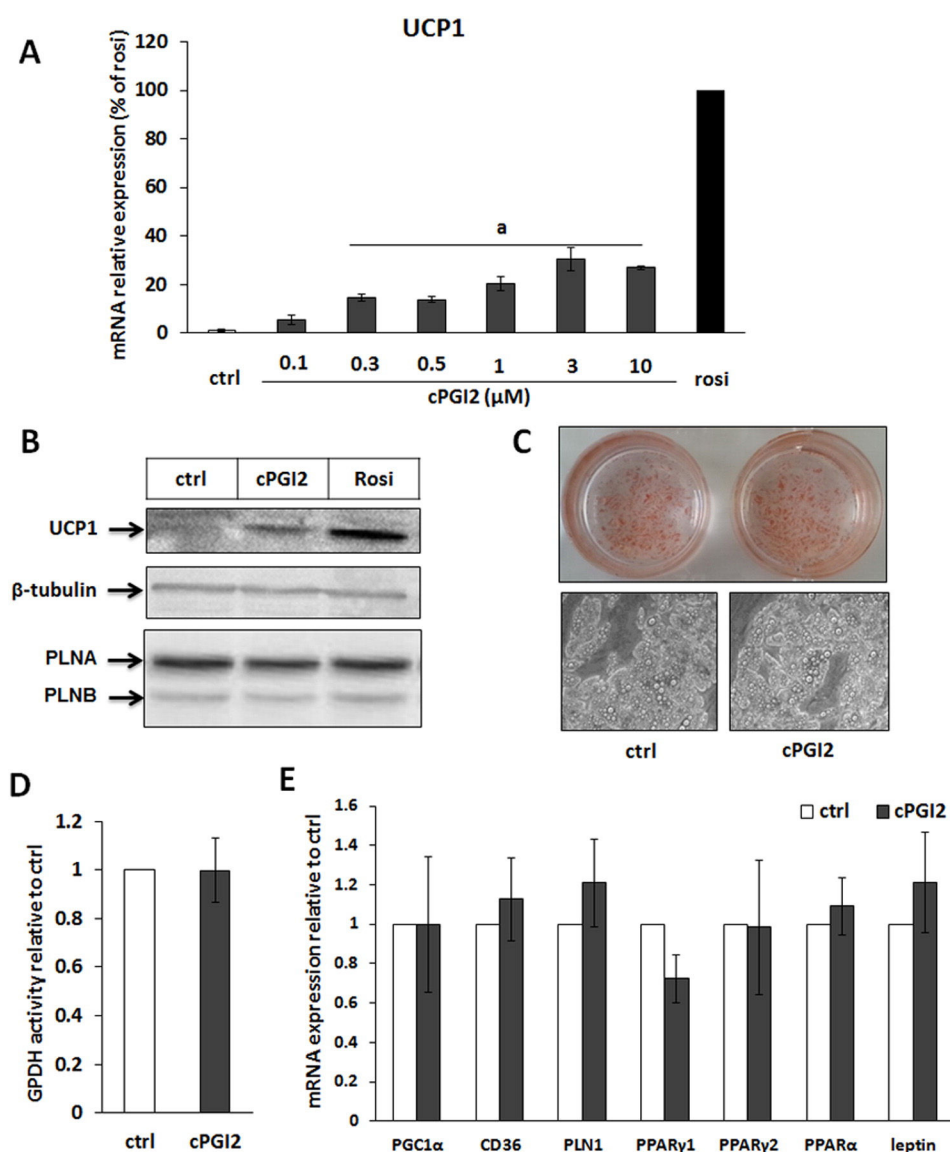 UCP1
A
mRNA relative expression (% of rosi)
120
100
80
60
40
20
0
a
ctrl
0.1 0.3 0.5 1 3 10
rosi
cPGI2 (μM)
B
ctrl cPGI2 Rosi
UCP1
β-tubulin
PLNA
PLNB
C
ctrl cPGI2
D
GPDH activity relative to ctrl
1.2
1
0.8
0.6
0.4
0.2
0
ctrl cPGI2
E
mRNA expression relative to ctrl
1.6
1.4
1.2
1
0.8
0.6
0.4
0.2
0
ctrl cPGI2
PGC1α CD36 PLN1 PPARγ1 PPARγ2 PPARα leptin